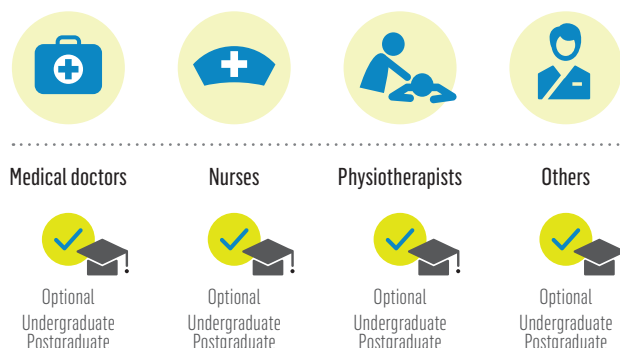 Medical doctors Nurses Physiotherapists Others
Optional Optional Optional Optional
Undergraduate Undergraduate Undergraduate Undergraduate
Postgraduate Postgraduate Postgraduate Postgraduate